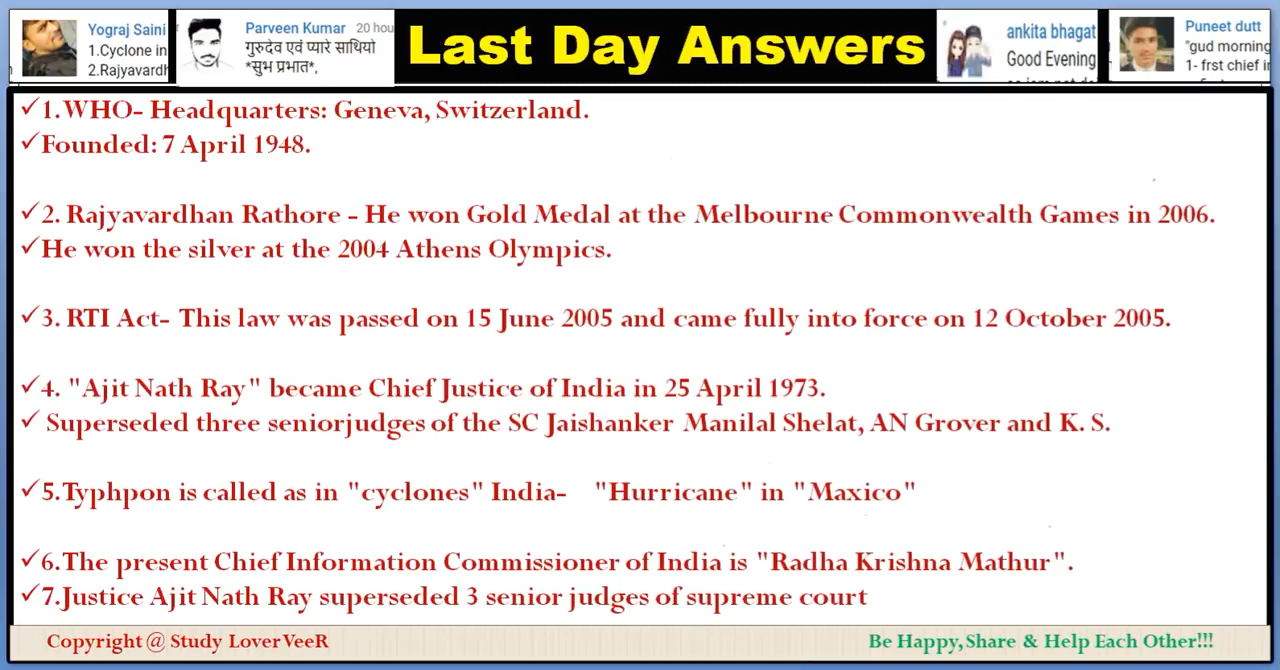 Yograj Saini
1.Cyclone in
2.Rajyavardh
Parveen Kumar 20 hou
गुरुदेव एवं प्यारे साथियो
*सुभ प्रभात*,
Last Day Answers
ankita bhagat
Good Evening
Puneet dutt
"gud morning
1- frst chief in
✓1.WHO- Headquarters: Geneva, Switzerland.
✓Founded: 7 April 1948.
✓2. Rajyavardhan Rathore - He won Gold Medal at the Melbourne Commonwealth Games in 2006.
✓He won the silver at the 2004 Athens Olympics.
✓3. RTI Act- This law was passed on 15 June 2005 and came fully into force on 12 October 2005.
✓4. "Ajit Nath Ray" became Chief Justice of India in 25 April 1973.
✓ Superseded three seniorjudges of the SC Jaishanker Manilal Shelat, AN Grover and K. S.
✓5.Typhpon is called as in "cyclones" India- "Hurricane" in "Maxico"
✓6.The present Chief Information Commissioner of India is "Radha Krishna Mathur".
✓7.Justice Ajit Nath Ray superseded 3 senior judges of supreme court
Copyright @ Study Lover VeeR
Be Happy,Share & Help Each Other!!!